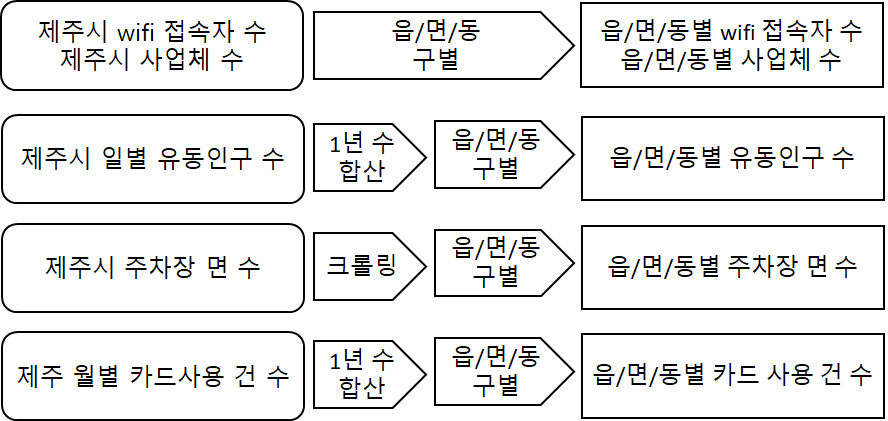 제주시 wifi 접속자 수
제주시 사업체 수
읍/면/동
구별
읍/면/동별 wifi 접속자 수
읍/면/동별 사업체 수
제주시 일별 유동인구 수
1년 수
합산
읍/면/동
구별
읍/면/동별 유동인구 수
제주시 주차장 면 수
크롤링
읍/면/동
구별
읍/면/동별 주차장 면 수
제주 월별 카드사용 건 수
1년 수
합산
읍/면/동
구별
읍/면/동별 카드 사용 건 수